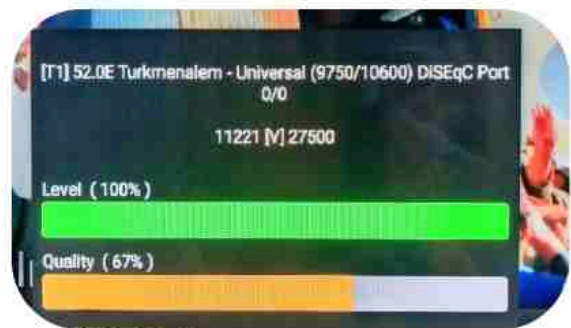 [T1] 52.0E Turkmenalem - Universal (9750/10600) DiSEqC Port
0/0
11221 [V] 27500
Level ( 100% )
Quality ( 67% )